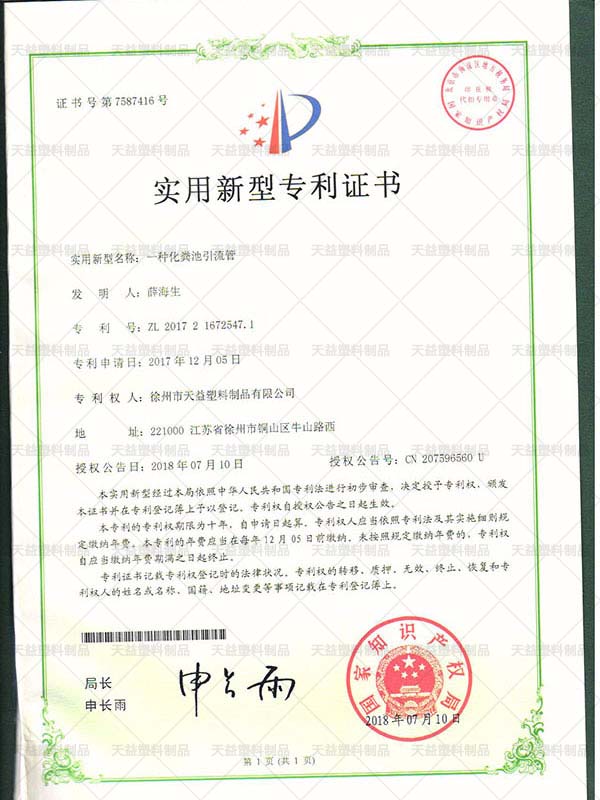 证书号第7587416号
实用新型专利证书
实用新型名称：一种化粪池引流管
发明人：薛海生
专利号：ZL 2017 2 1672547.1
专利申请日：2017年12月05日
专利权人：徐州市天益塑料制品有限公司
地址：221000 江苏省徐州市铜山区牛山路西
授权公告日：2018年07月10日 授权公告号：CN 207596560 U
本实用新型经过本局依照中华人民共和国专利法进行初步审查，决定授予专利权，颁发
本证书并在专利登记簿上予以登记。专利权自授权公告之日起生效。
本专利的专利权期限为十年，自申请日起算。专利权人应当依照专利法及其实施细则规
定缴纳年费。本专利的年费应当在每年12月05日前缴纳。未按照规定缴纳年费的，专利权
自应当缴纳年费期满之日起终止。
专利证书记载专利权登记时的法律状况。专利权的转移、质押、无效、终止、恢复和专
利权人的姓名或名称、国籍、地址变更等事项记载在专利登记簿上。
局长
申长雨
申长雨
国家知识产权局
2018年07月10日
第1页(共1页)
天益塑料制品